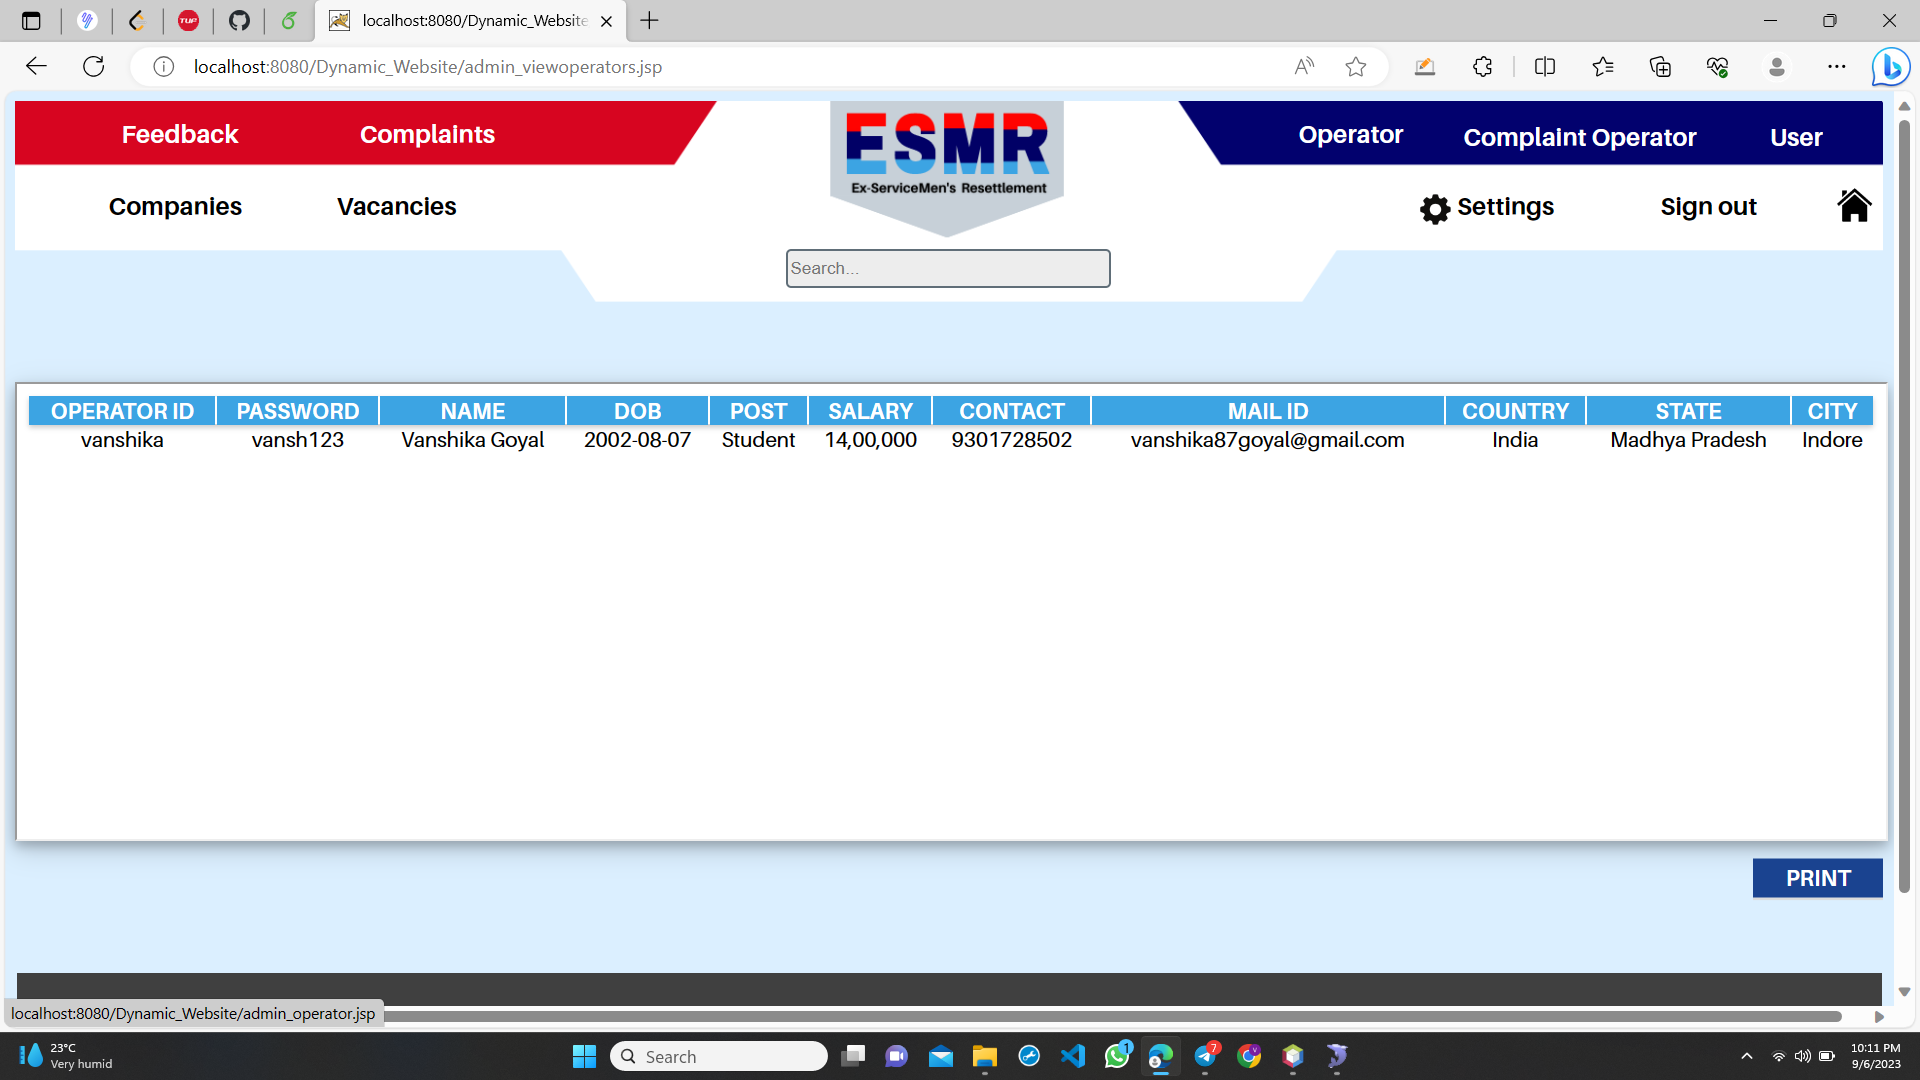 localhost:8080/Dynamic_Website
localhost:8080/Dynamic_Website/admin_viewoperators.jsp
Feedback Complaints
ESMR
Ex-ServiceMen's Resettlement
Operator Complaint Operator User
Companies Vacancies
Settings Sign out
Search...
OPERATOR ID PASSWORD NAME DOB POST SALARY CONTACT MAIL ID COUNTRY STATE CITY
vanshika vansh123 Vanshika Goyal 2002-08-07 Student 14,00,000 9301728502 vanshika87goyal@gmail.com India Madhya Pradesh Indore
PRINT
localhost:8080/Dynamic_Website/admin_operator.jsp
23°C
Very humid
Search
1
7
10:11 PM
9/6/2023